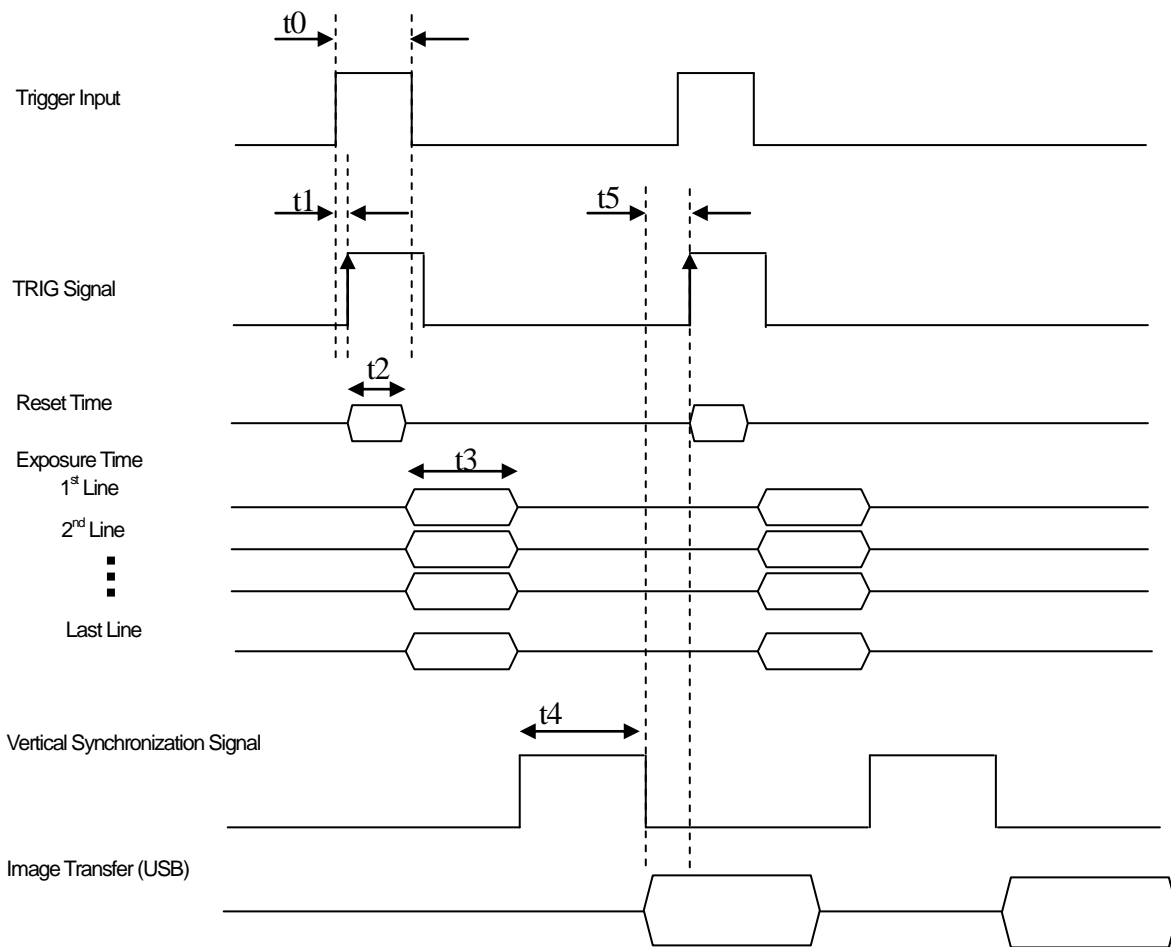 t0
Trigger Input
t1
t5
TRIG Signal
t2
Reset Time
Exposure Time
t3
1st Line
2nd Line
Last Line
t4
Vertical Synchronization Signal
Image Transfer (USB)